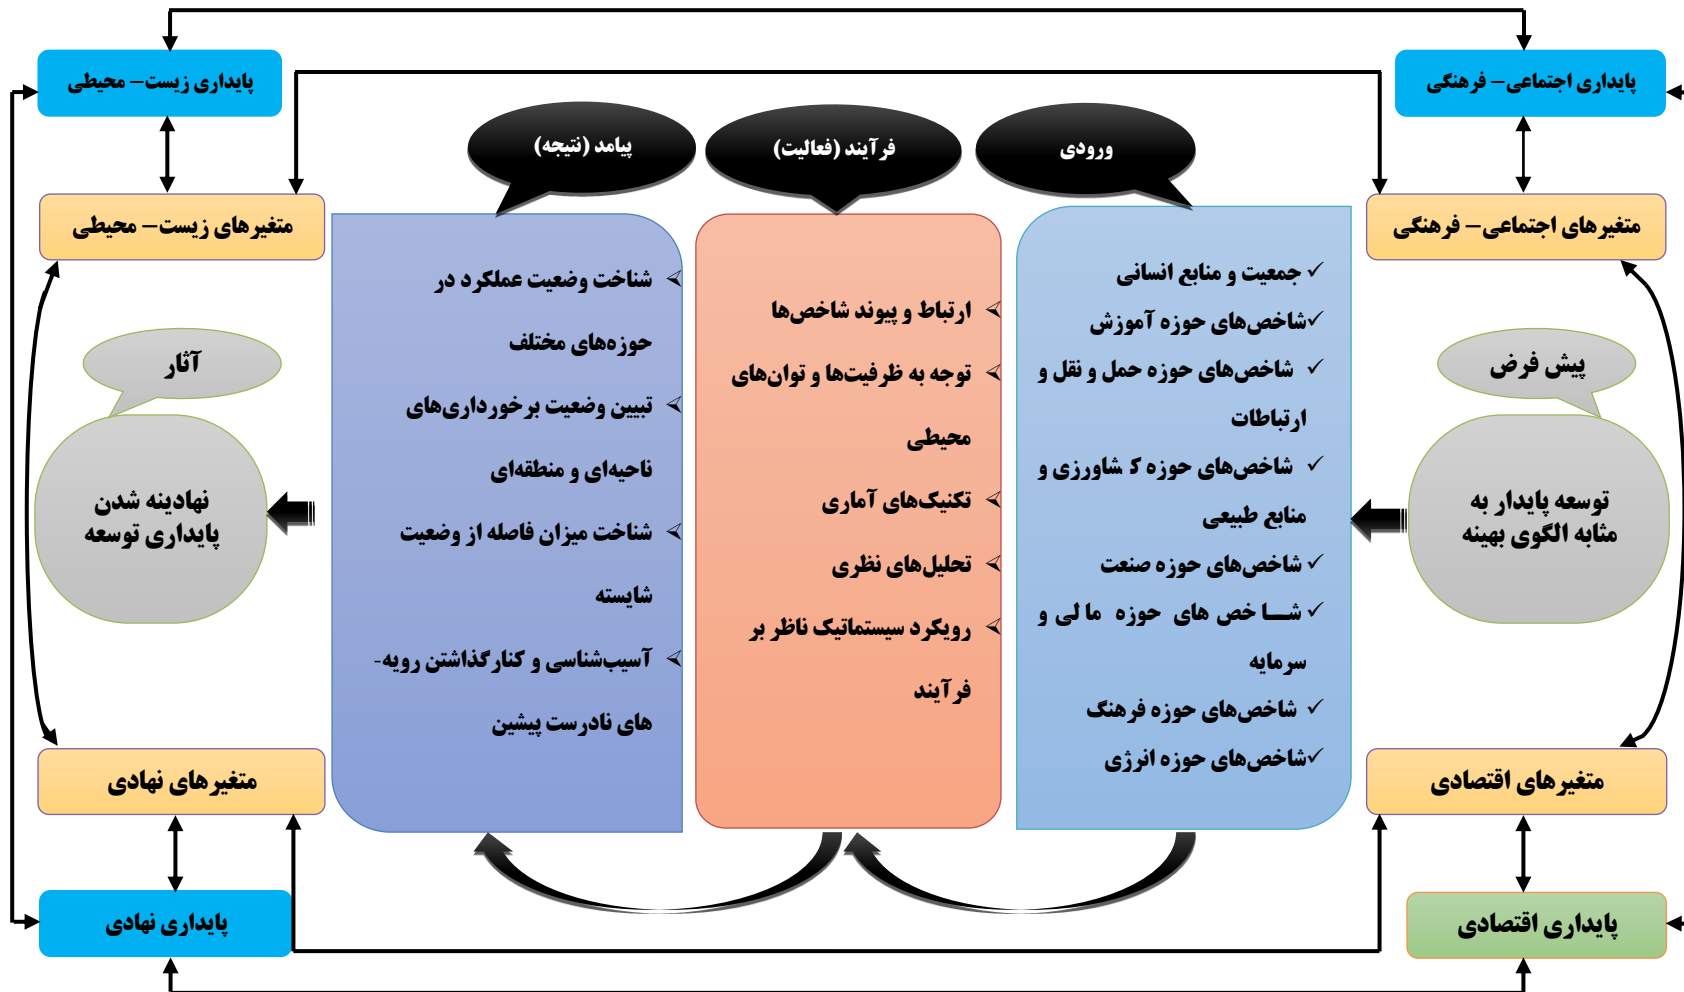 پایداری اجتماعی– فرهنگی
پایداری زیست– محیطی
متغیرهای اجتماعی– فرهنگی
متغیرهای زیست– محیطی
پیش فرض
توسعه پایدار به
مثابه الگوی بهینه
ورودی
جمعیت و منابع انسانی
شاخص‌های حوزه آموزش
شاخص‌های حوزه حمل و نقل و
ارتباطات
شاخص‌های حوزه ک شاورزی و
منابع طبیعی
شاخص‌های حوزه صنعت
شـــا خص های حوزه ما لی و
سرمایه
شاخص‌های حوزه فرهنگ
شاخص‌های حوزه انرژی
فرآیند (فعالیت)
ارتباط و پیوند شاخص‌ها
توجه به ظرفیت‌ها و توان‌های
محیطی
تکنیک‌های آماری
تحلیل‌های نظری
رویکرد سیستماتیک ناظر بر
فرآیند
پیامد (نتیجه)
شناخت وضعیت عملکرد در
حوزه‌های مختلف
تبیین وضعیت برخورداری‌های
ناحیه‌ای و منطقه‌ای
شناخت میزان فاصله از وضعیت
شایسته
آسیب‌شناسی و کنارگذاشتن رویه-
های نادرست پیشین
آثار
نهادینه شدن
پایداری توسعه
متغیرهای اقتصادی
متغیرهای نهادی
پایداری اقتصادی
پایداری نهادی